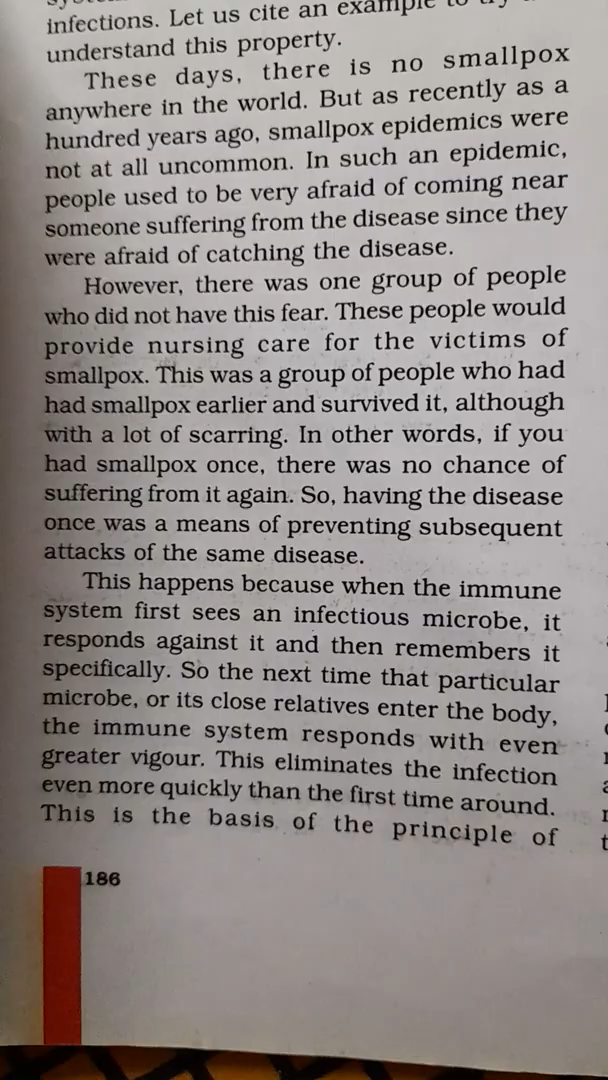 infections. Let us cite an example to try
understand this property.
These days, there is no smallpox
anywhere in the world. But as recently as a
hundred years ago, smallpox epidemics were
not at all uncommon. In such an epidemic,
people used to be very afraid of coming near
someone suffering from the disease since they
were afraid of catching the disease.
However, there was one group of people
who did not have this fear. These people would
provide nursing care for the victims of
smallpox. This was a group of people who had
had smallpox earlier and survived it, although
with a lot of scarring. In other words, if you
had smallpox once, there was no chance of
suffering from it again. So, having the disease
once was a means of preventing subsequent
attacks of the same disease.
This happens because when the immune
system first sees an infectious microbe, it
responds against it and then remembers it
specifically. So the next time that particular
microbe, or its close relatives enter the body,
the immune system responds with even
greater vigour. This eliminates the infection
even more quickly than the first time around.
This is the basis of the principle of
186